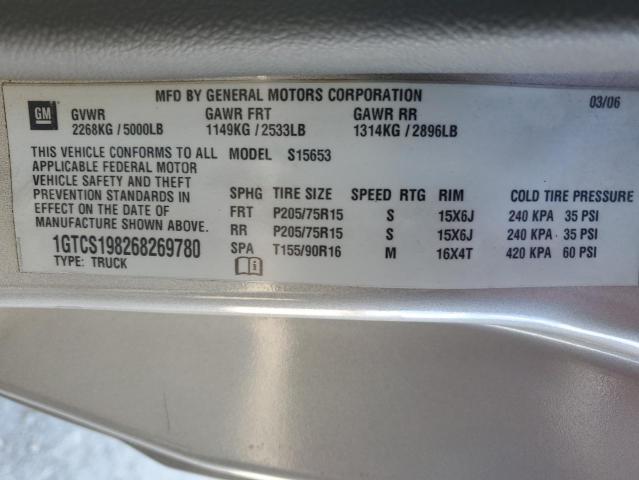 MFD BY GENERAL MOTORS CORPORATION 03/06
GM
GVWR GAWR FRT GAWR RR
2268KG / 5000LB 1149KG / 2533LB 1314KG / 2896LB
THIS VEHICLE CONFORMS TO ALL MODEL S15653
APPLICABLE FEDERAL MOTOR
VEHICLE SAFETY AND THEFT
PREVENTION STANDARDS IN
EFFECT ON THE DATE OF
MANUFACTURE SHOWN ABOVE.
1GTCS198268269780
TYPE: TRUCK
SPHG TIRE SIZE SPEED RTG RIM COLD TIRE PRESSURE
FRT P205/75R15 S 15X6J 240 KPA 35 PSI
RR P205/75R15 S 15X6J 240 KPA 35 PSI
SPA T155/90R16 M 16X4T 420 KPA 60 PSI